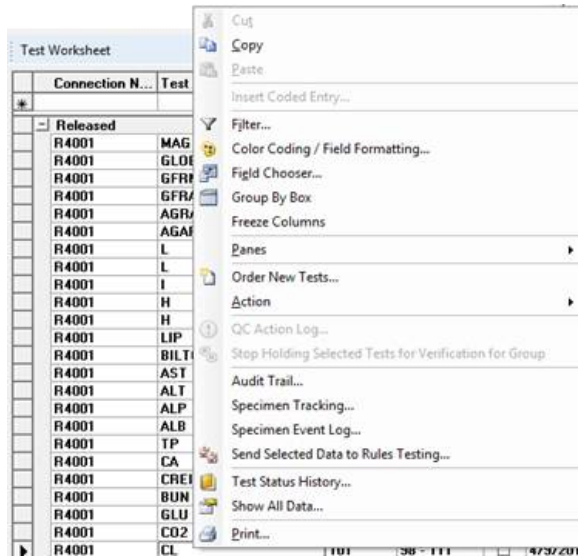 Cut
Test Worksheet
Copy
Paste
Connection N... Test
Insert Coded Entry...
Released
Filter...
R4001 MAG
Color Coding / Field Formatting...
R4001
Field Chooser...
R4001
R4001
Group By Box
R4001
Freeze Columns
R4001
R4001 L
Panes
R4001 L
Order New Tests...
R4001 I
R4001 H
Action
R4001 H
QC Action Log...
R4001 LIP
Stop Holding Selected Tests for Verification for Group
R4001
R4001 AST
Audit Trail...
R4001 ALT
Specimen Tracking...
R4001 ALP
Specimen Event Log...
R4001 ALB
Send Selected Data to Rules Testing...
R4001 TP
R4001 CA
Test Status History...
R4001
R4001 BUN
Show All Data...
R4001 GLU
Print...
R4001 CO2
R4001 CL 101 98 - 111